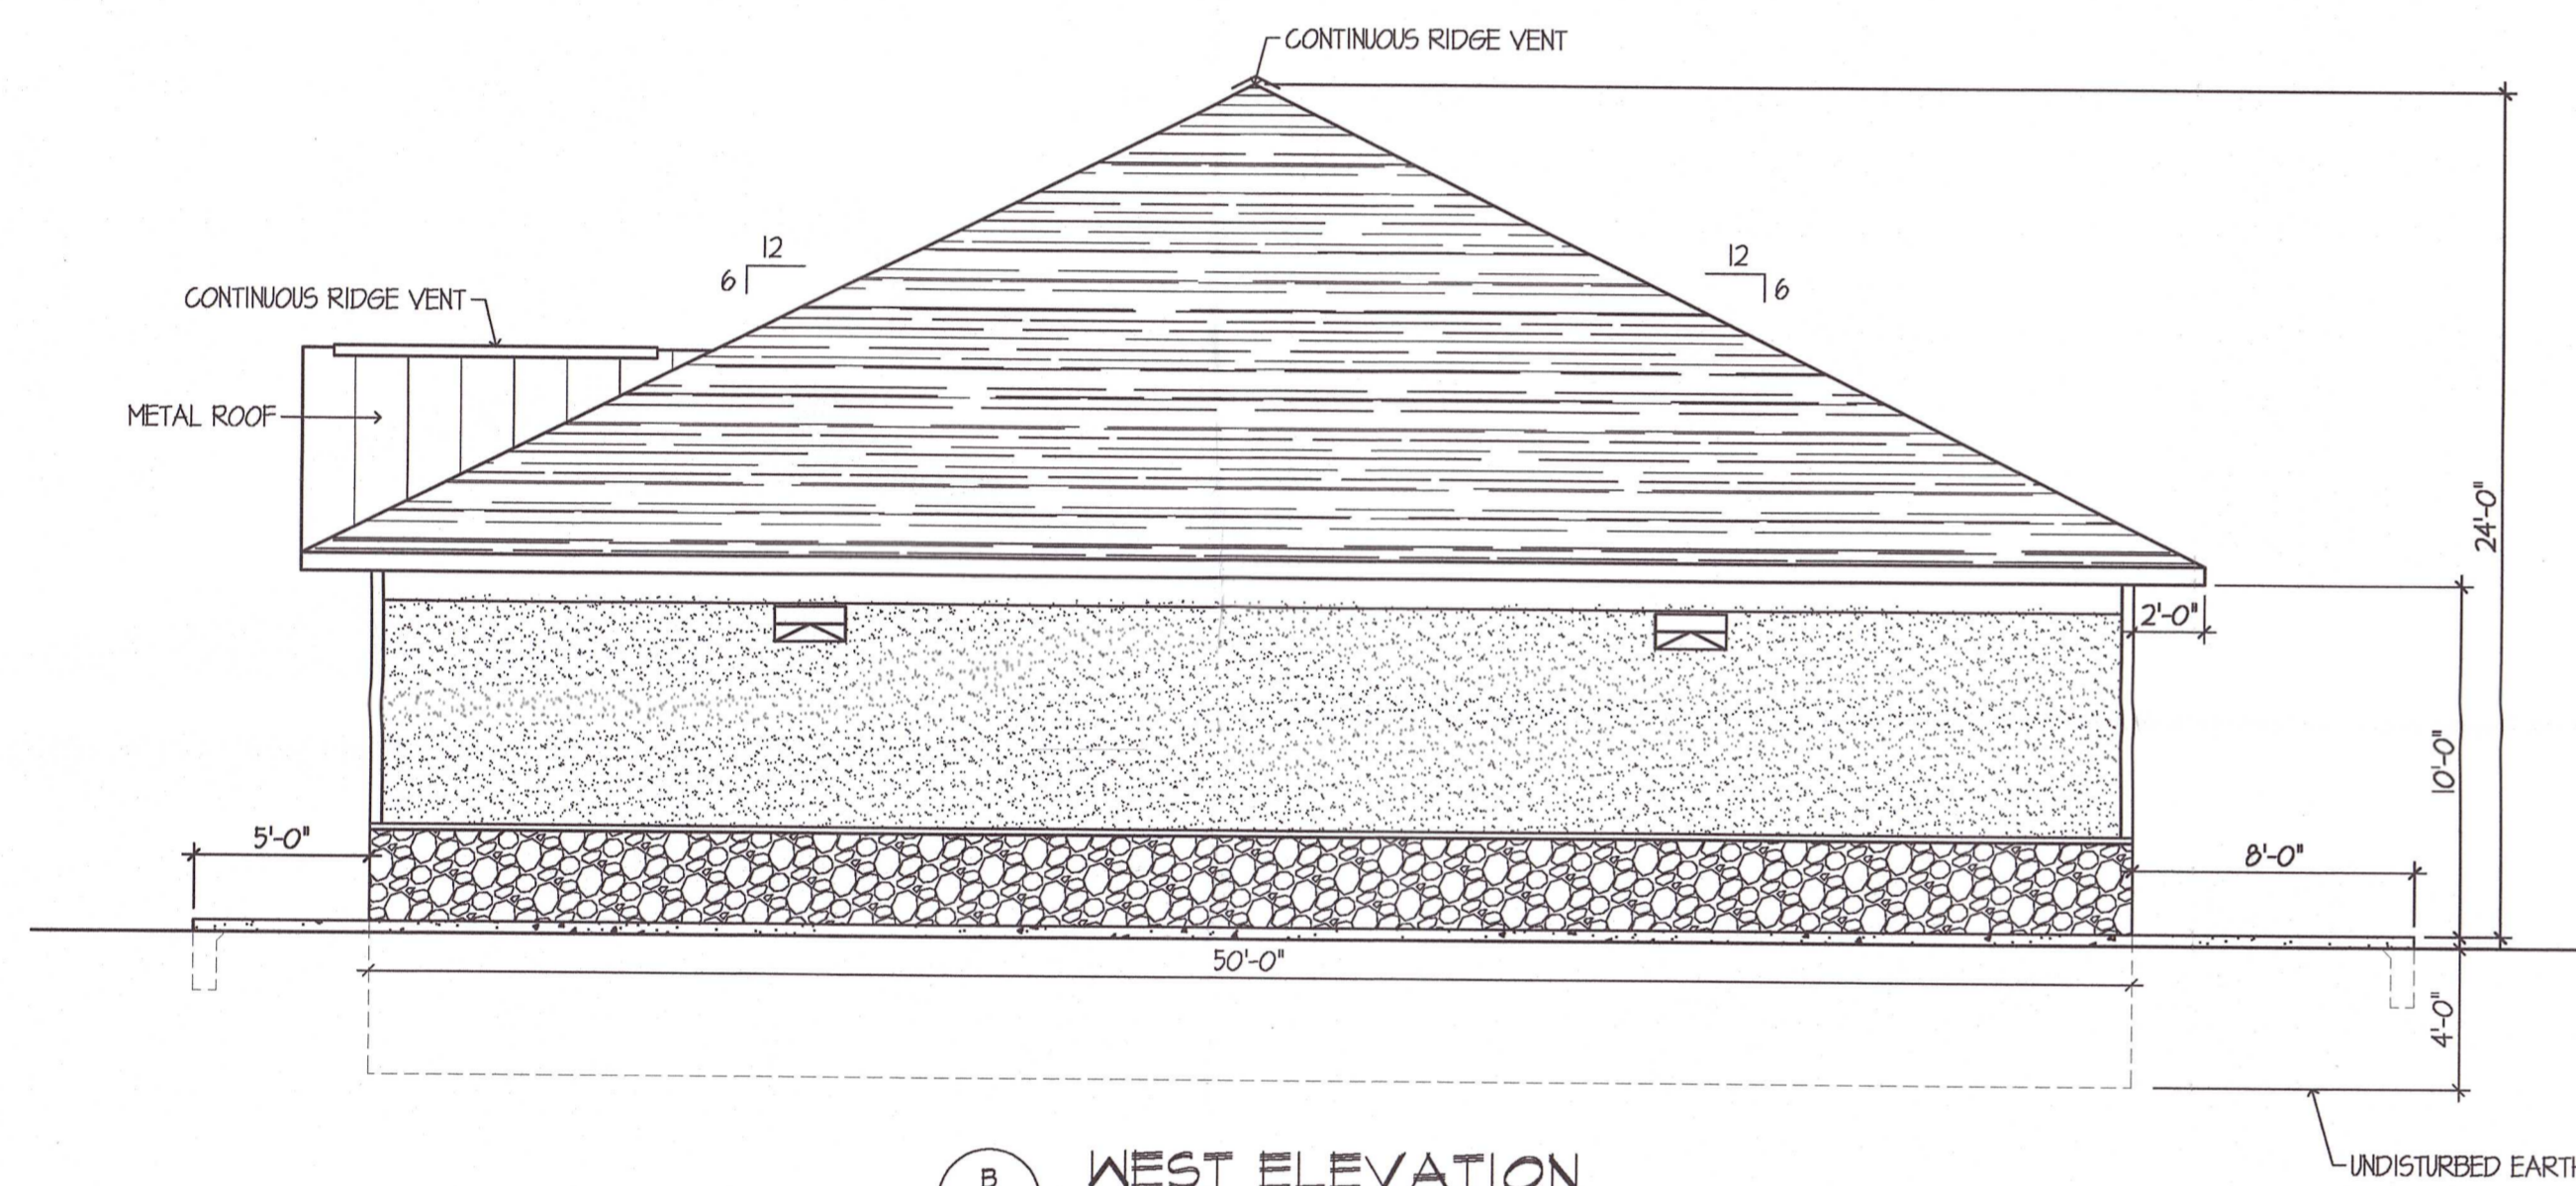 CONTINUOUS RIDGE VENT
12
6
12
6
CONTINUOUS RIDGE VENT
METAL ROOF
24'-0"
2'-0"
10'-0"
5'-0"
8'-0"
50'-0"
4'-0"
B
WEST ELEVATION
UNDISTURBED EARTH